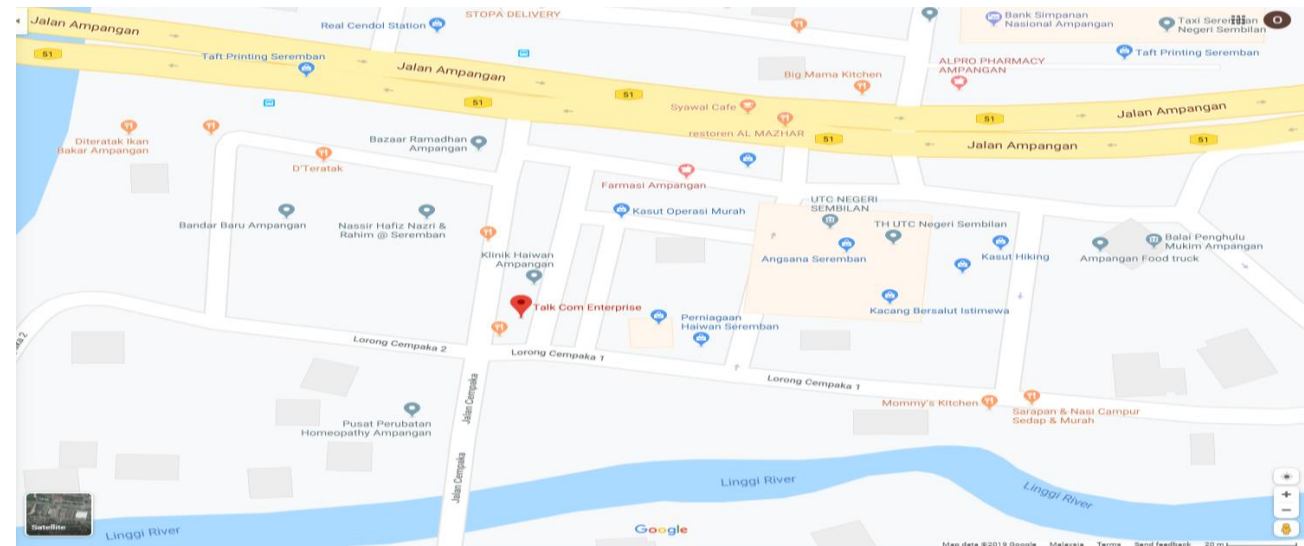 Jalan Ampangan
Real Cendol Station
STOPA DELIVERY
Bank Simpanan
Nasional Ampangan
Taxi Seremban
Negeri Sembilan
O
51
Taft Printing Seremban
Jalan Ampangan
Taft Printing Seremban
ALPRO PHARMACY
AMPANGAN
Big Mama Kitchen
51
51
Syawal Cafe
51
Jalan Ampangan
Diteratak Ikan
Bakar Ampangan
Bazaar Ramadhan
Ampangan
restoren AL MAZHAR
51
Jalan Ampangan
51
D'Teratak
Farmasi Ampangan
Bandar Baru Ampangan
Nassir Hafiz Nazri &
Rahim @ Seremban
Kasut Operasi Murah
UTC NEGERI
SEMBILAN
TH UTC Negeri Sembilan
Balai Penghulu
Mukim Ampangan
Klinik Haiwan
Ampangan
Angsana Seremban
Kasut Hiking
Ampangan Food truck
Talk Com Enterprise
Perniagaan
Haiwan Seremban
Kacang Bersalut Istimewa
Lorong Cempaka 2
Lorong Cempaka 1
Lorong Cempaka 1
Jalan Cempaka
Mommy's Kitchen
Sarapan & Nasi Campur
Sedap & Murah
Pusat Perubatan
Homeopathy Ampangan
Jalan Cempaka
Linggi River
Linggi River
Satellite
Linggi River
Google
Map data ©2019 Google Malaysia Terms Send feedback 20 m